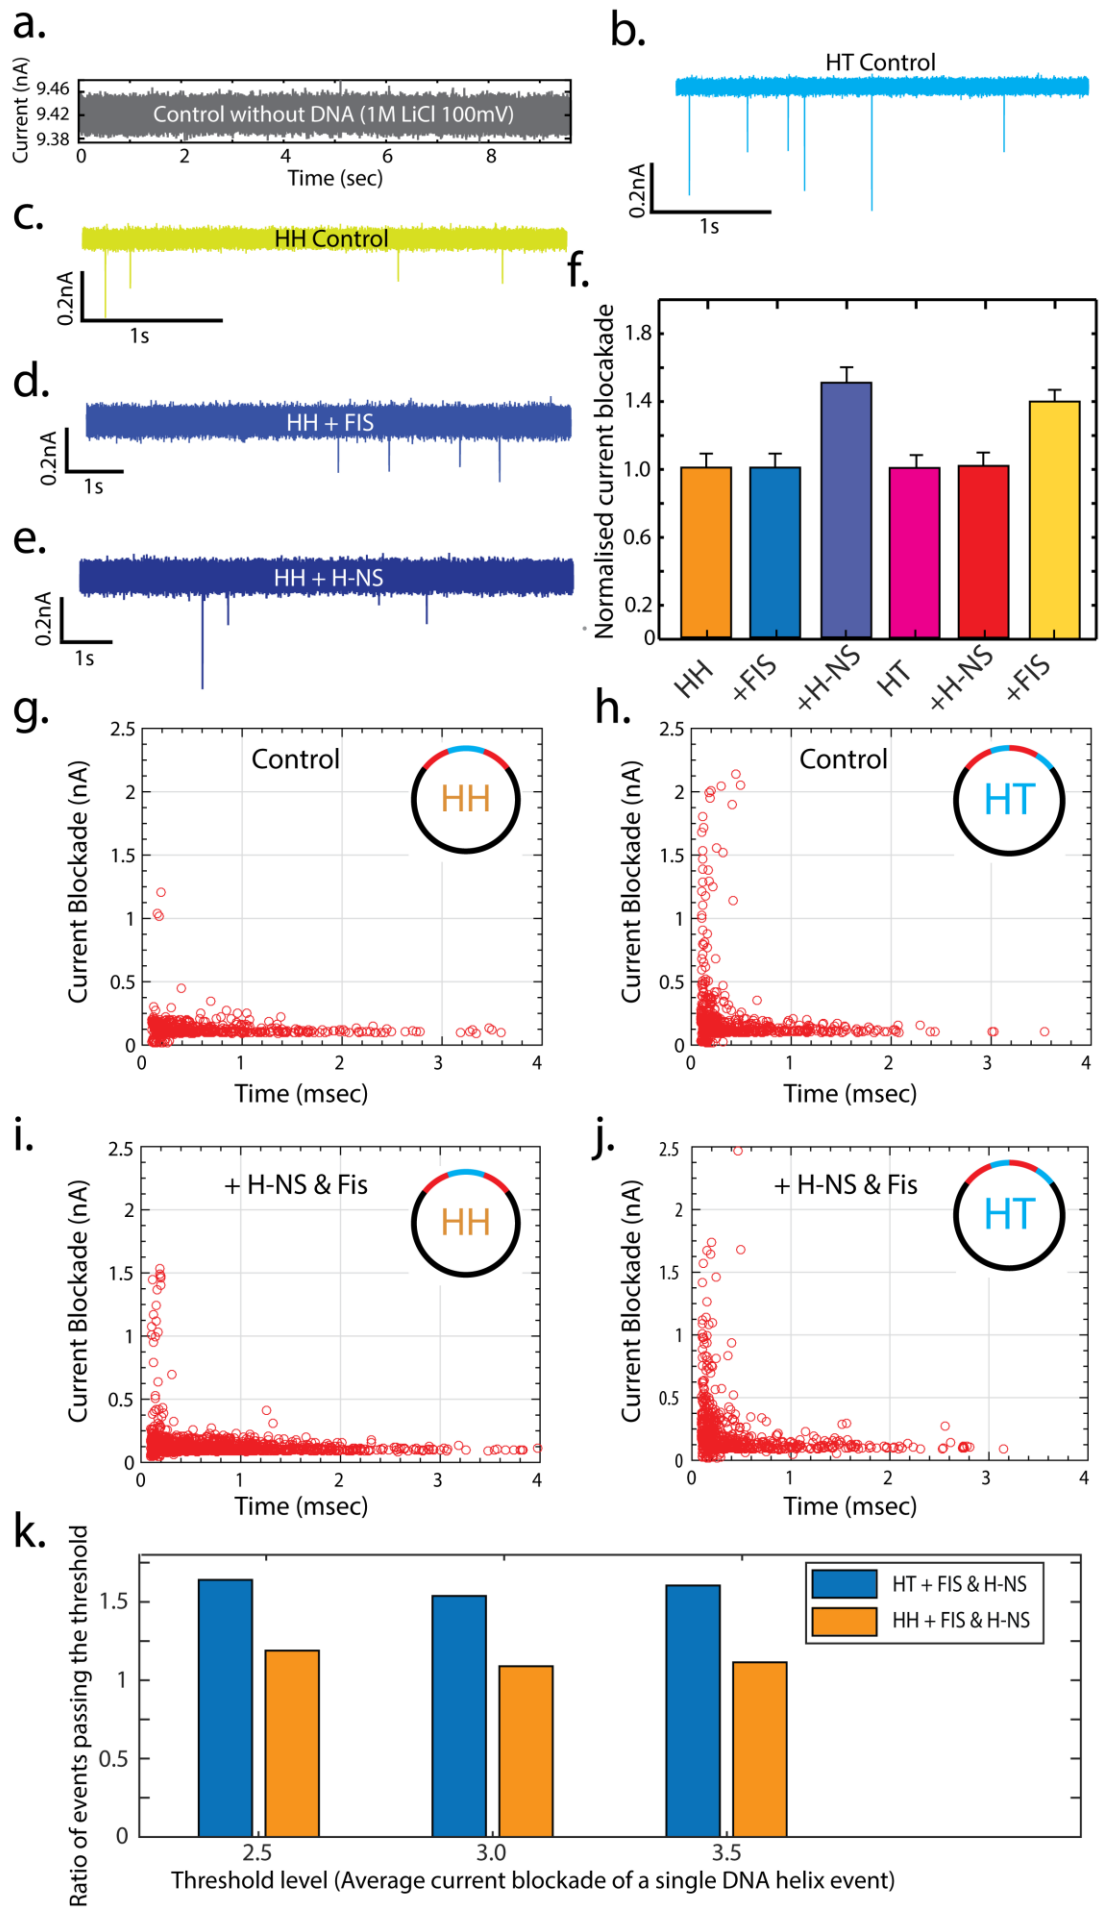 a.
Current (nA)
9.46
9.42
9.38
Control without DNA (1M LiCl 100mV)
0 2 4 6 8
Time (sec)
b.
HT Control
0.2nA
1s
c.
HH Control
0.2nA
1s
d.
HH + FIS
0.2nA
1s
e.
HH + H-NS
0.2nA
1s
f.
Normalised current blocakade
1.8
1.4
1.0
0.6
0.2
0
HH +FIS +H-NS HT +H-NS +FIS
g.
Control
HH
Current Blockade (nA)
2.5
2
1.5
1
0.5
0
0 1 2 3 4
Time (msec)
h.
Control
HT
Current Blockade (nA)
2.5
2
1.5
1
0.5
0
0 1 2 3 4
Time (msec)
i.
+ H-NS & Fis
HH
Current Blockade (nA)
2.5
2
1.5
1
0.5
0
0 1 2 3 4
Time (msec)
j.
+ H-NS & Fis
HT
Current Blockade (nA)
2.5
2
1.5
1
0.5
0
0 1 2 3 4
Time (msec)
k.
Ratio of events passing the threshold
1.5
1
0.5
0
HT + FIS & H-NS
HH + FIS & H-NS
2.5 3.0 3.5
Threshold level (Average current blockade of a single DNA helix event)